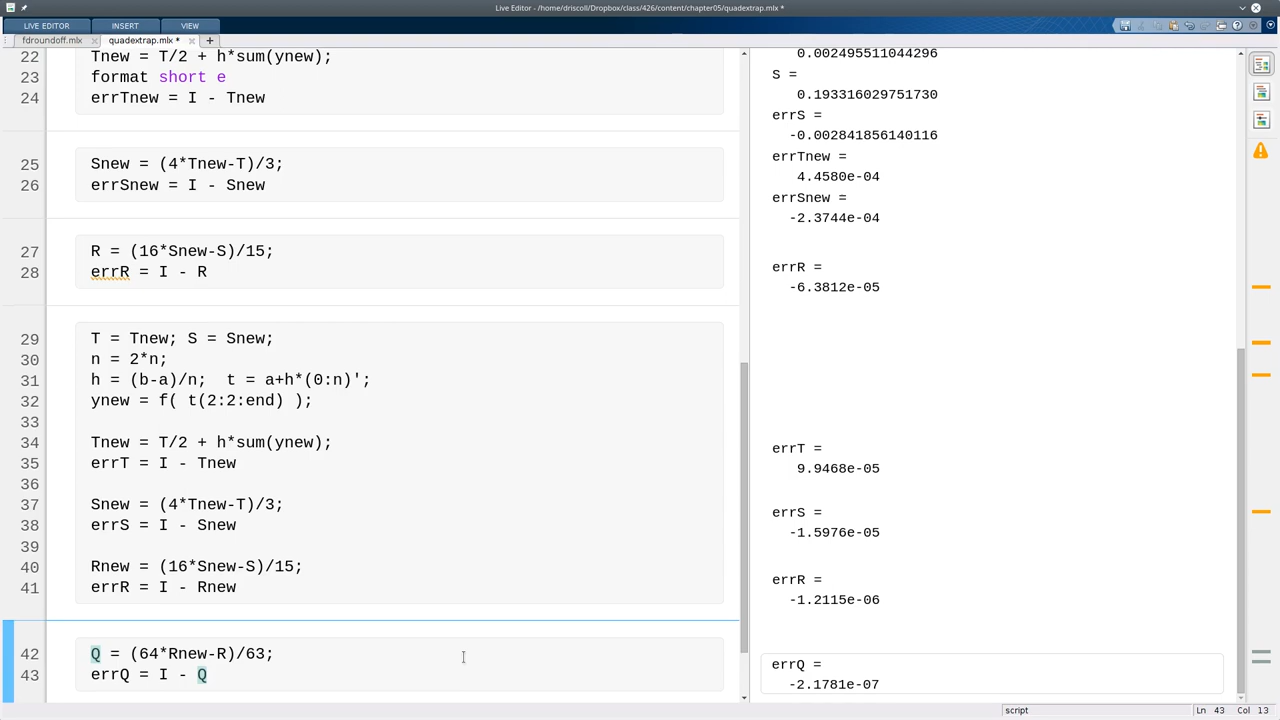 Live Editor - /home/driscoll/Dropbox/class/426/content/chapter05/quadextrap.mlx *
LIVE EDITOR INSERT VIEW
fdroundoff.mlx × quadextrap.mlx * × +
22 Tnew = T/2 + h*sum(ynew);
23 format short e
24 errTnew = I - Tnew
25 Snew = (4*Tnew-T)/3;
26 errSnew = I - Snew
27 R = (16*Snew-S)/15;
28 errR = I - R
29 T = Tnew; S = Snew;
30 n = 2*n;
31 h = (b-a)/n;  t = a+h*(0:n)';
32 ynew = f( t(2:2:end) );
33
34 Tnew = T/2 + h*sum(ynew);
35 errT = I - Tnew
36
37 Snew = (4*Tnew-T)/3;
38 errS = I - Snew
39
40 Rnew = (16*Snew-S)/15;
41 errR = I - Rnew
42 Q = (64*Rnew-R)/63;
43 errQ = I - Q
0.002495511044296
S =
0.193316029751730
errS =
-0.002841856140116
errTnew =
4.4580e-04
errSnew =
-2.3744e-04
errR =
-6.3812e-05
errT =
9.9468e-05
errS =
-1.5976e-05
errR =
-1.2115e-06
errQ =
-2.1781e-07
script Ln 43 Col 13